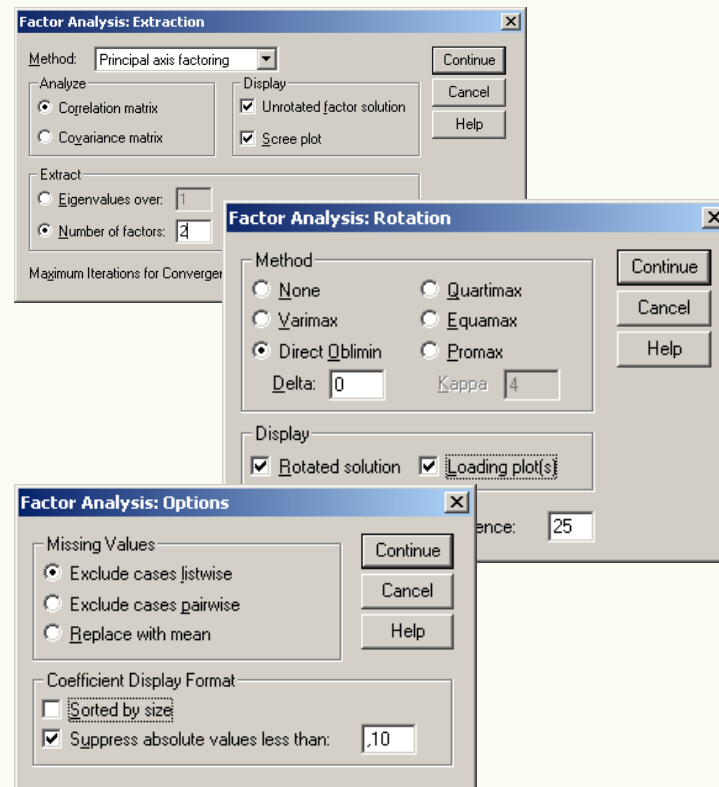 Factor Analysis: Extraction
Method: Principal axis factoring
Continue
Cancel
Help
Analyze
Correlation matrix
Covariance matrix
Display
Unrotated factor solution
Scree plot
Extract
Eigenvalues over: 1
Number of factors: 2
Maximum Iterations for Converger
Factor Analysis: Rotation
Method
None
Quartimax
Varimax
Equamax
Direct Oblimin
Promax
Delta: 0
Kappa 4
Continue
Cancel
Help
Display
Rotated solution
Loading plot(s)
ence: 25
Factor Analysis: Options
Missing Values
Exclude cases listwise
Exclude cases pairwise
Replace with mean
Continue
Cancel
Help
Coefficient Display Format
Sorted by size
Suppress absolute values less than: ,10